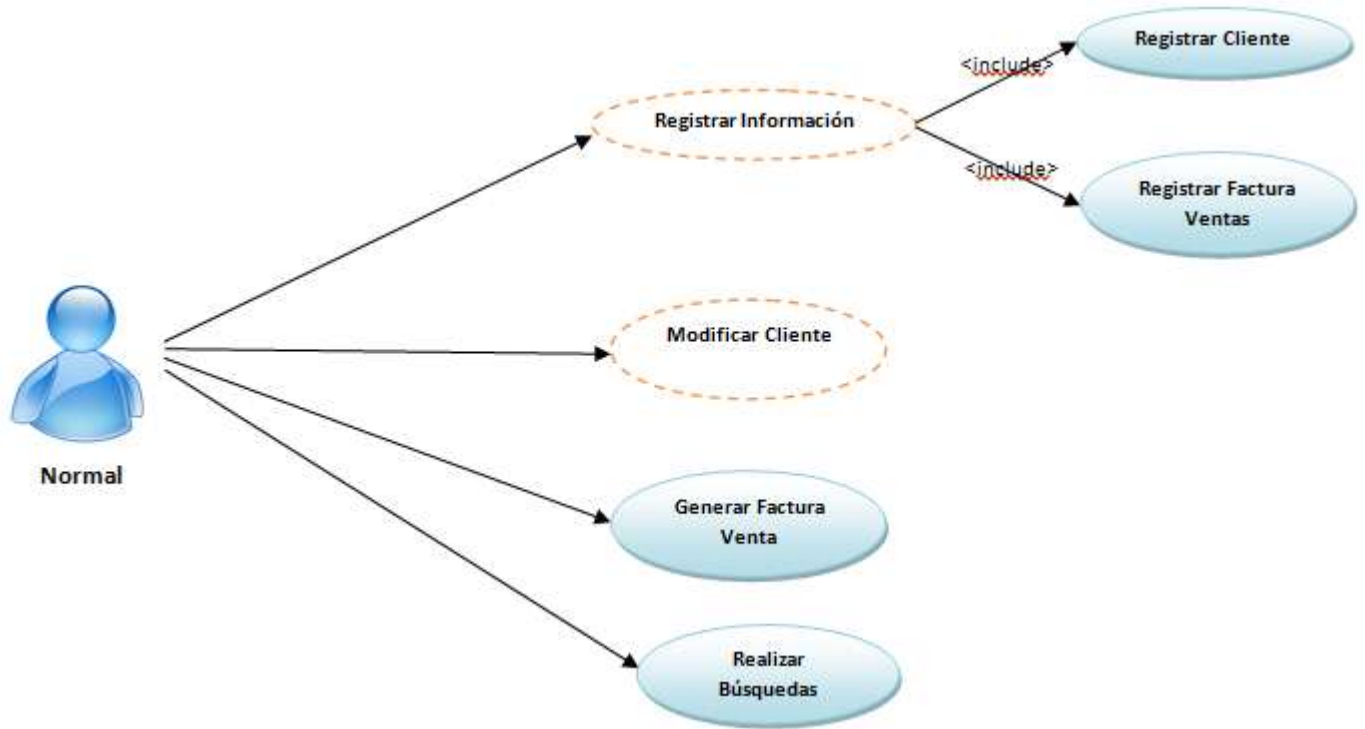 Registrar Cliente
<include>
Registrar Información
<include>
Registrar Factura
Ventas
Modificar Cliente
Normal
Generar Factura
Venta
Realizar
Búsquedas